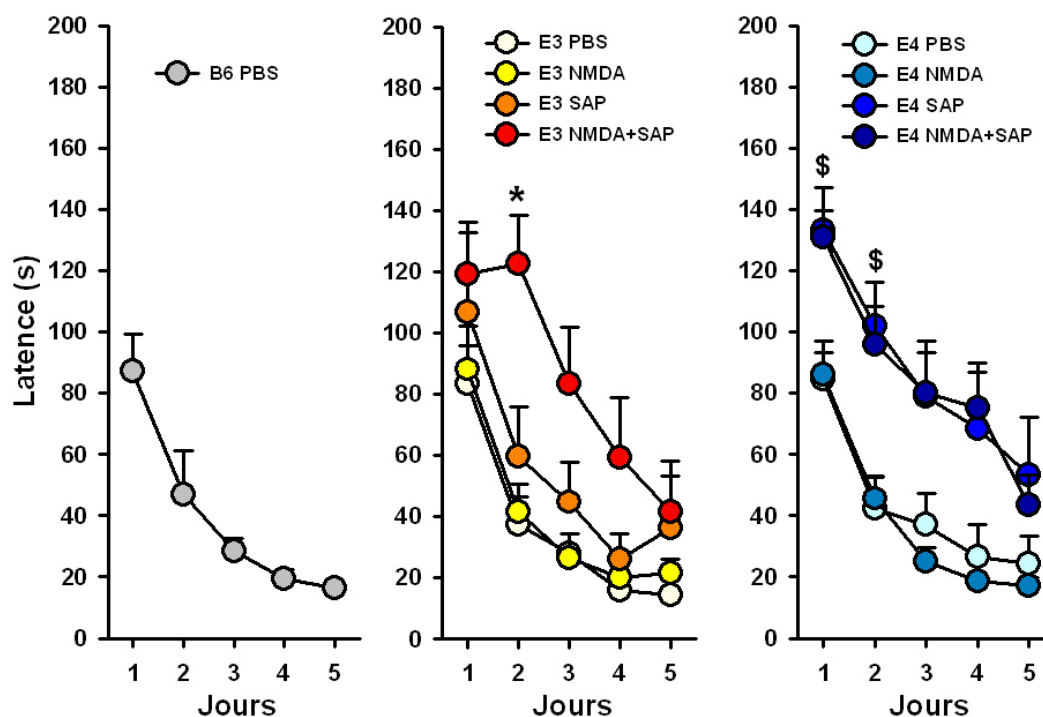 Latence (s)
200
180
160
140
120
100
80
60
40
20
0
B6 PBS
1 2 3 4 5
Jours
200
180
160
140
120
100
80
60
40
20
0
E3 PBS
E3 NMDA
E3 SAP
E3 NMDA+SAP
*
1 2 3 4 5
Jours
200
180
160
140
120
100
80
60
40
20
0
E4 PBS
E4 NMDA
E4 SAP
E4 NMDA+SAP
$
$
1 2 3 4 5
Jours